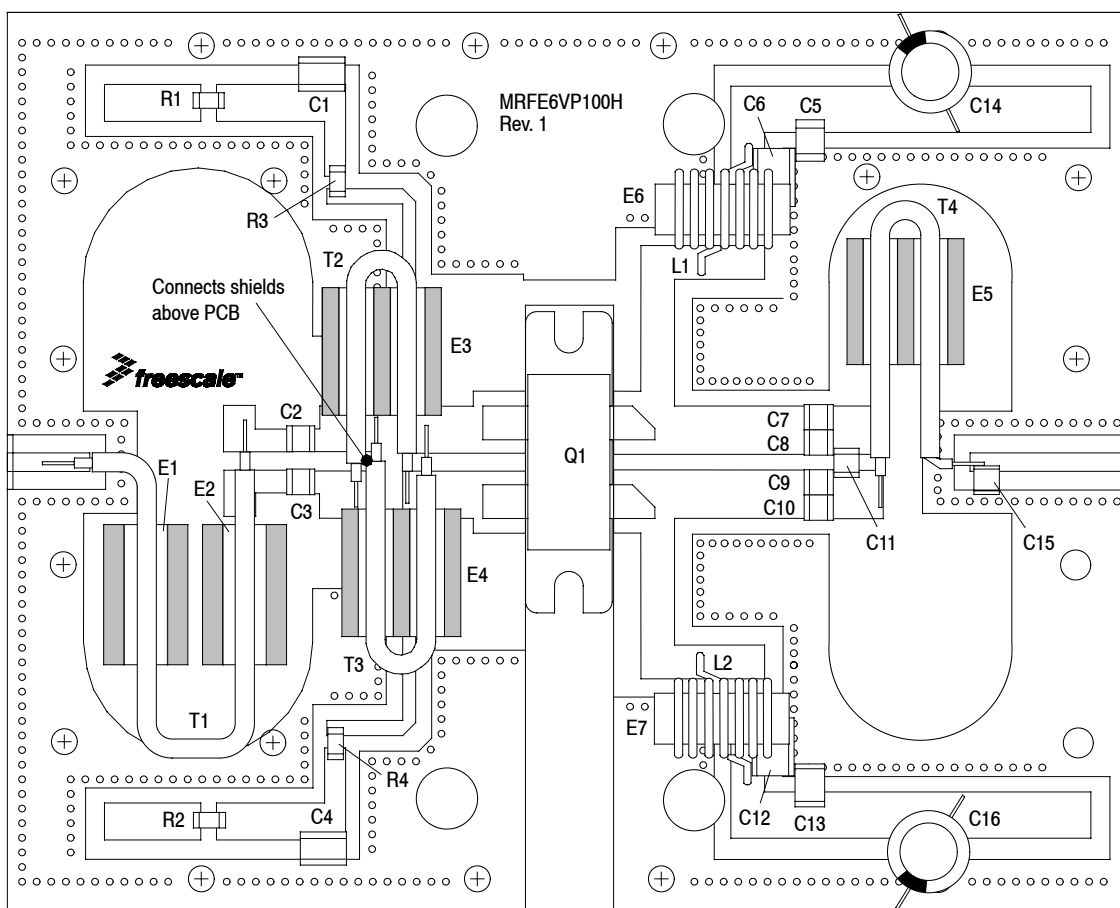 MRFE6VP100H
Rev. 1
R1
C1
C6
C5
C14
R3
E6
T4
T2
L1
Connects shields
above PCB
E5
E3
freescale™
C2
C7
C8
Q1
E1
E2
C9
C3
C10
C11
C15
E4
T3
L2
T1
E7
R4
R2
C4
C12
C13
C16